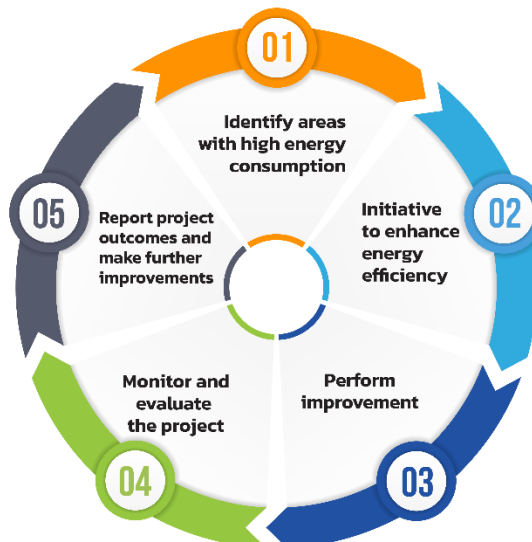 01
Identify areas
with high energy
consumption
02
Initiative
to enhance
energy
efficiency
03
Perform
improvement
04
Monitor and
evaluate
the project
05
Report project
outcomes and
make further
improvements